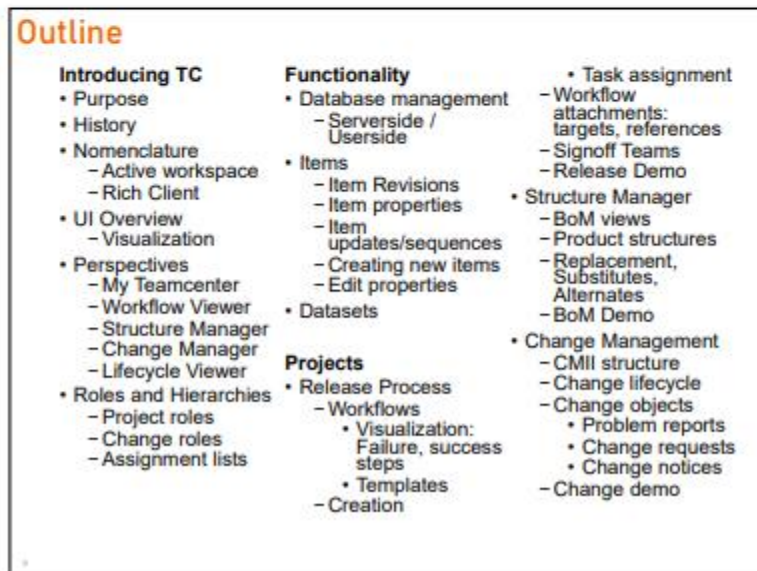 Outline
Introducing TC
• Purpose
• History
• Nomenclature
– Active workspace
– Rich Client
• UI Overview
– Visualization
• Perspectives
– My Teamcenter
– Workflow Viewer
– Structure Manager
– Change Manager
– Lifecycle Viewer
• Roles and Hierarchies
– Project roles
– Change roles
– Assignment lists
Functionality
• Database management
– Serverside /
Userside
• Items
– Item Revisions
– Item properties
– Item
updates/sequences
– Creating new items
– Edit properties
• Datasets
Projects
• Release Process
– Workflows
• Visualization:
Failure, success
steps
• Templates
– Creation
• Task assignment
– Workflow
attachments:
targets, references
– Signoff Teams
– Release Demo
• Structure Manager
– BoM views
– Product structures
– Replacement,
Substitutes,
Alternates
– BoM Demo
• Change Management
– CMII structure
– Change lifecycle
– Change objects
• Problem reports
• Change requests
• Change notices
– Change demo